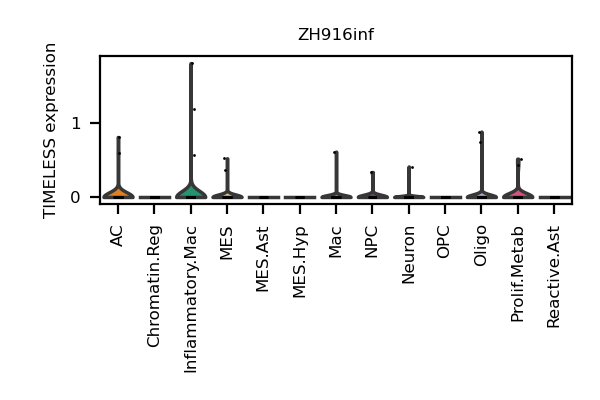 ZH916inf
TIMELESS expression
1
0
AC
Chromatin.Reg
Inflammatory.Mac
MES
MES.Ast
MES.Hyp
Mac
NPC
Neuron
OPC
Oligo
Prolif.Metab
Reactive.Ast